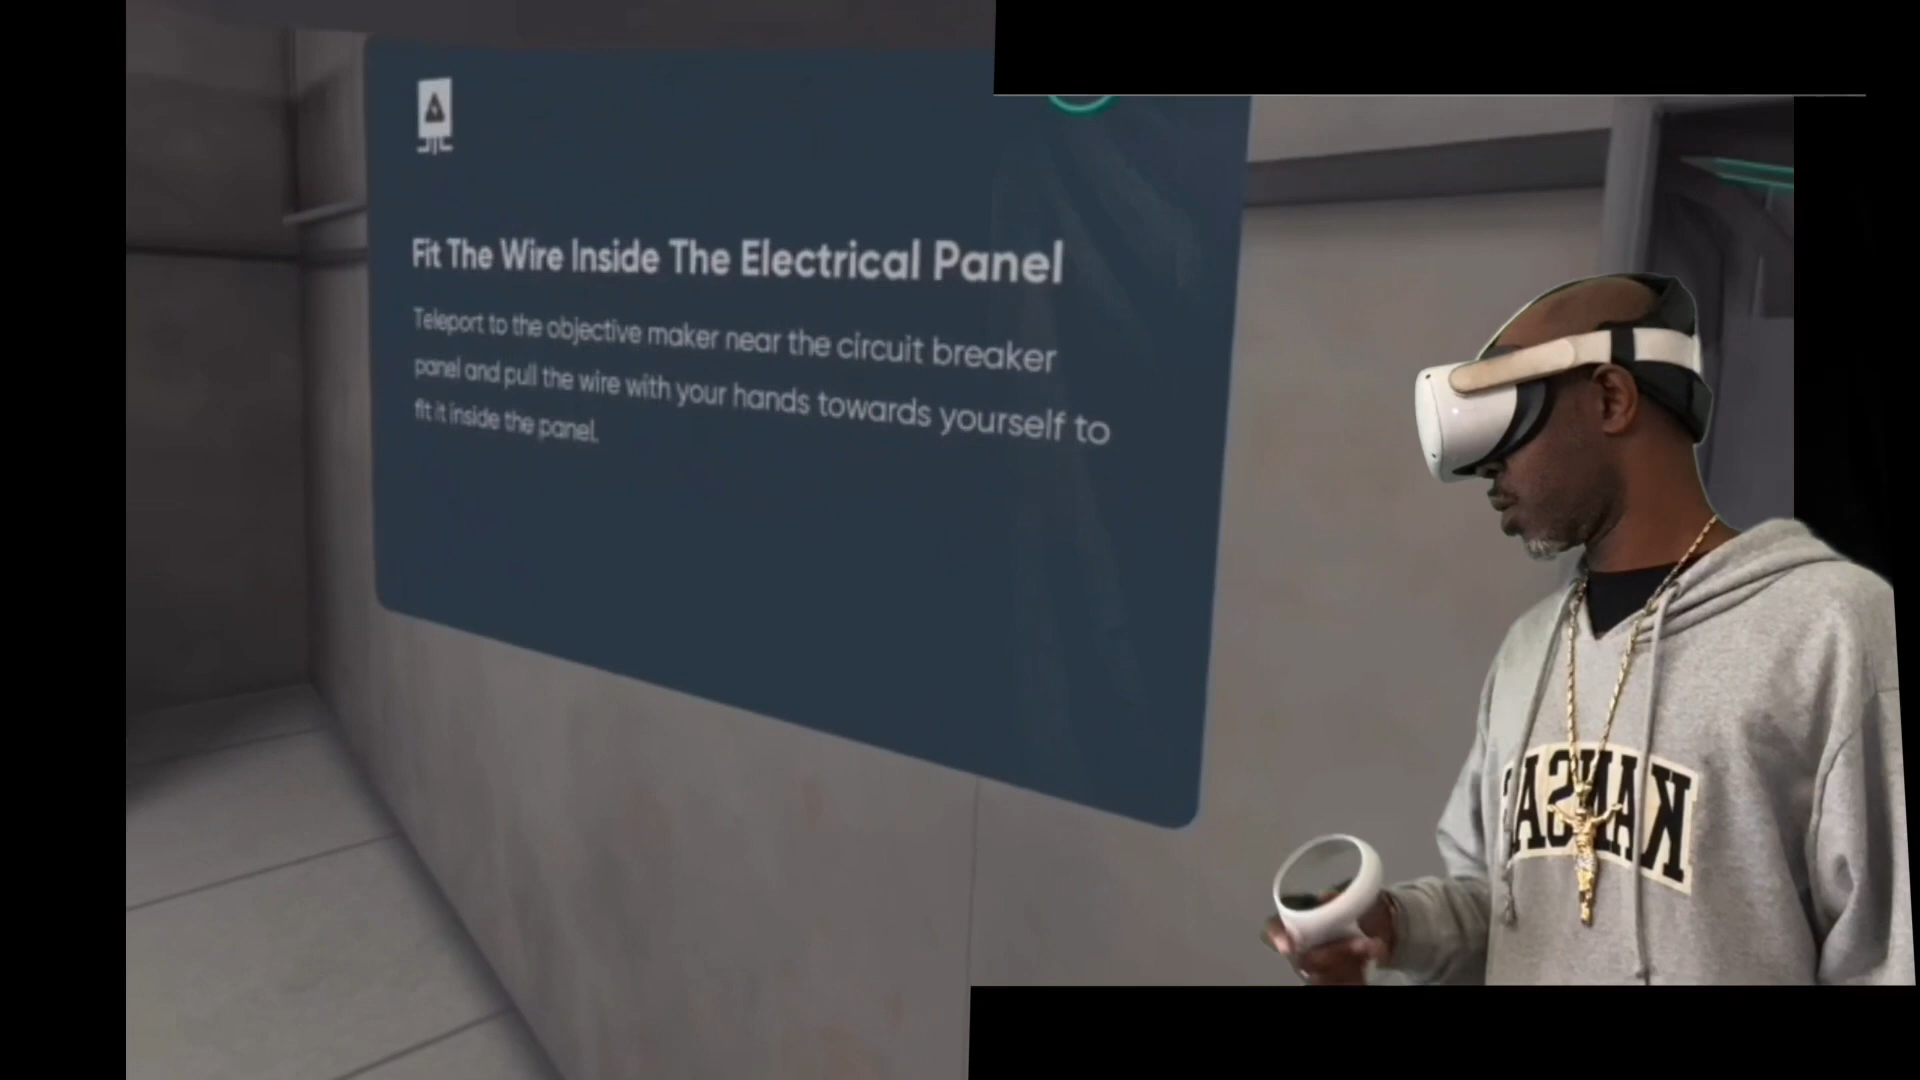 Fit The Wire Inside The Electrical Panel
Teleport to the objective maker near the circuit breaker
panel and pull the wire with your hands towards yourself to
fit it inside the panel.
KANSAS